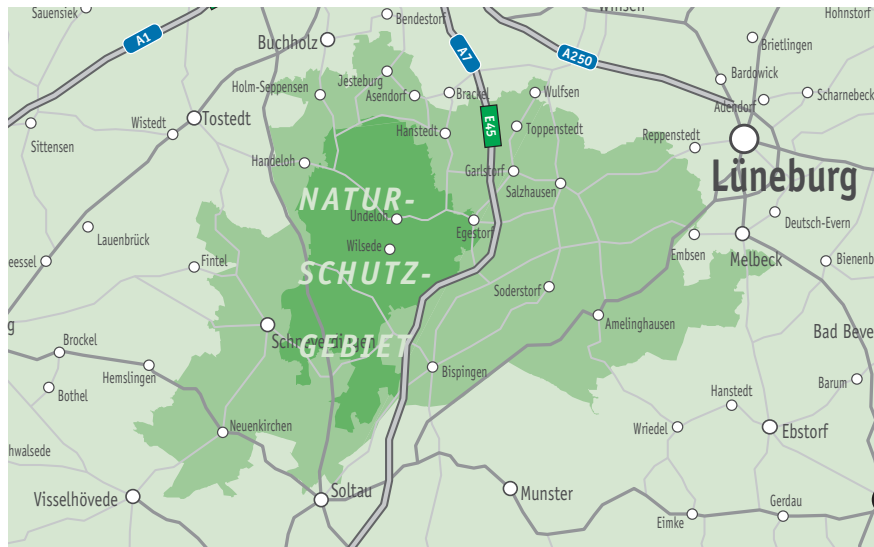 Sauensiek
Bendestorf
Winsen
Hohnstorf
A1
Buchholz
A7
A250
Brietlingen
Bardowick
Jesteburg
Holm-Seppensen
Asendorf
Brackel
Wulfsen
Adendorf
Scharnebeck
Sittensen
Wistedt
Tostedt
Hanstedt
E45
Toppenstedt
Reppenstedt
Handeloh
Garlstorf
Salzhausen
Lüneburg
NATUR-
Undeloh
Egestorf
Deutsch-Evern
Lauenbrück
Wilsede
Embsen
Melbeck
eessel
Fintel
SCHUTZ-
Bienenb
Soderstorf
Amelinghausen
g
Schneverdingen
GEBIET
Bad Beve
Brockel
Hemslingen
Bispingen
Bothel
Hanstedt
Barum
Neuenkirchen
Wriedel
Ebstorf
hwalsede
Visselhövede
Soltau
Munster
Eimke
Gerdau